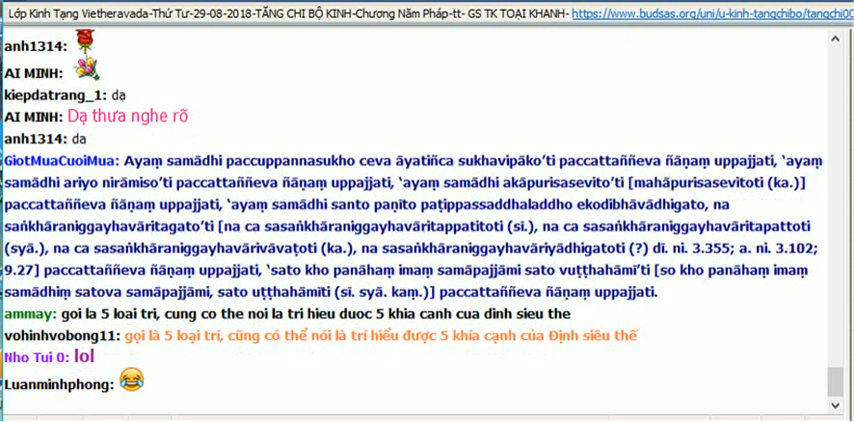 Lớp Kinh Tạng Vietheravada-Thứ Tư-29-08-2018-TĂNG CHI BỘ KINH-Chương Năm Pháp-tt- GS TK TOẠI KHANH- https://www.budsas.org/uni/u-kinh-tangchibo/tangchi00
anh1314:
AI MINH:
kiepdatrang_1: dạ
AI MINH: Dạ thưa nghe rõ
anh1314: da
GiotMuaCuoiMua: Ayaṃ samādhi paccuppannasukho ceva āyatiñca sukhavipāko’ti paccattaññeva ñāṇaṃ uppajjati, ‘ayaṃ
samādhi ariyo nirāmiso’ti paccattaññeva ñāṇaṃ uppajjati, ‘ayaṃ samādhi akāpurisasevito’ti [mahāpurisasevitoti (ka.)]
paccattaññeva ñāṇaṃ uppajjati, ‘ayaṃ samādhi santo paṇīto paṭippassaddhaladdho ekodibhāvādhigato, na
saṅkhāraniggayhavāritagato’ti [na ca sasaṅkhāraniggayhavāritappatitoti (sī.), na ca sasaṅkhāraniggayhavāritapattoti
(syā.), na ca sasaṅkhāraniggayhavārivāvaṭoti (ka.), na sasaṅkhāraniggayhavāriyādhigatoti (?) dī. ni. 3.355; a. ni. 3.102;
9.27] paccattaññeva ñāṇaṃ uppajjati, ‘sato kho panāhaṃ imaṃ samāpajjāmi sato vuṭṭhahāmī’ti [so kho panāhaṃ imaṃ
samādhiṃ satova samāpajjāmi, sato uṭṭhahāmīti (sī. syā. kaṃ.)] paccattaññeva ñāṇaṃ uppajjati.
ammay: goi la 5 loai tri, cung co the noi la tri hieu duoc 5 khia canh cua dinh sieu the
vohinhvobong11: gọi là 5 loại trí, cũng có thể nói là trí hiểu được 5 khía cạnh của Định siêu thế
Nho Tui 0: lol
Luanminhphong: